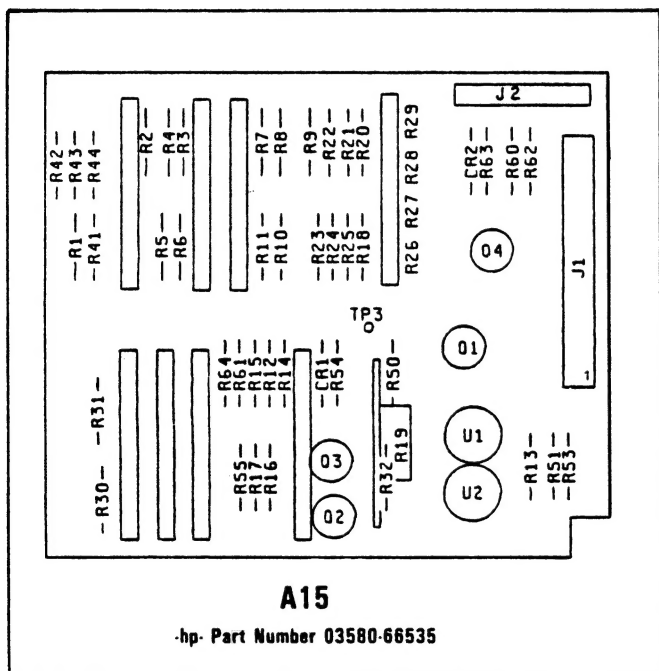 J2
-R42-
-R43-
-R44-
-R2-
-R4-
-R3-
-R7-
-R8-
-R9-
-R22-
-R21-
-R20-
R29
R28
R27
R26
-CR2-
-R63-
-R60-
-R62-
-R1-
-R41-
-R5-
-R6-
-R11-
-R10-
-R23-
-R24-
-R25-
-R18-
Q4
J1
1
TP3
Q1
-R64-
-R61-
-R15-
-R12-
-R14-
-CR1-
-R54-
-R50-
-R31-
-R30-
-R55-
-R17-
-R16-
Q3
Q2
-R32-
R19
U1
U2
-R13-
-R51-
-R53-
A15
-hp- Part Number 03580-66535